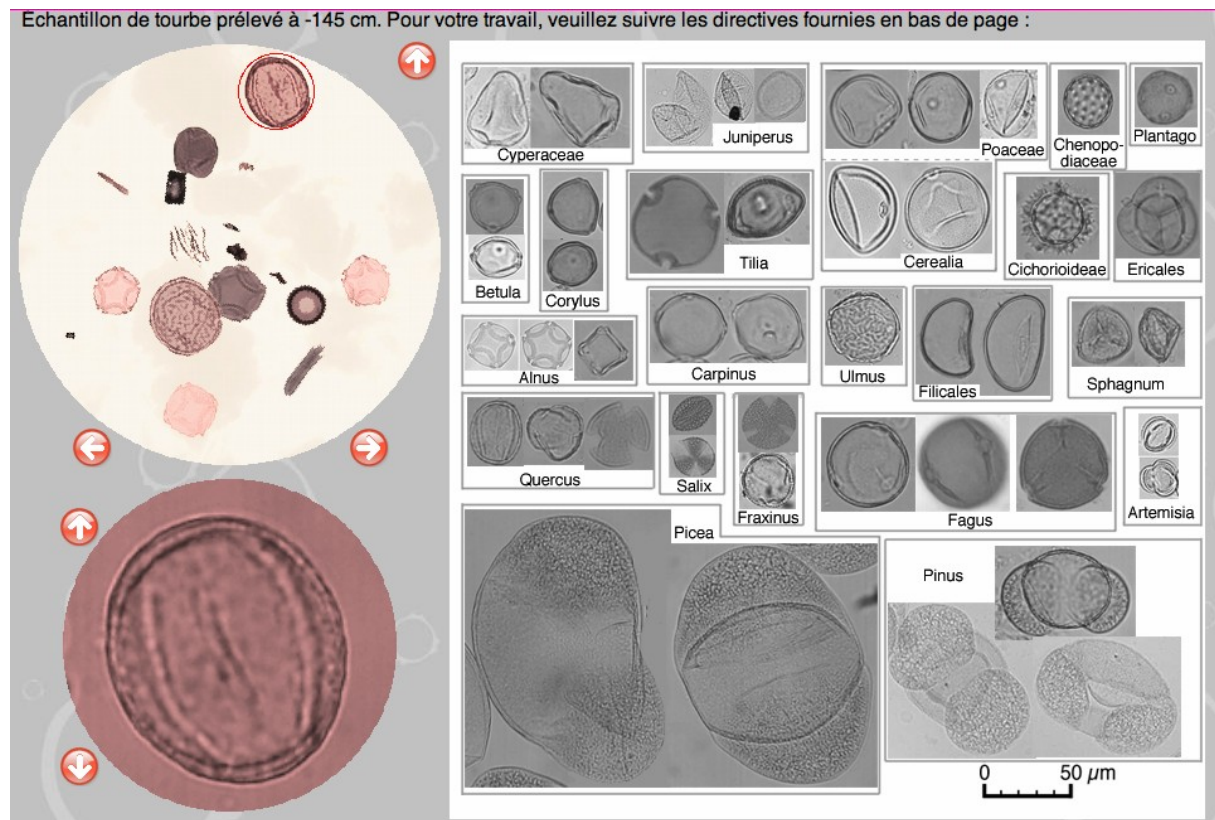 Echantillon de tourbe prélevé à -145 cm. Pour votre travail, veuillez suivre les directives fournies en bas de page :
Cyperaceae
Juniperus
Poaceae
Chenopo-
diaceae
Plantago
Betula
Corylus
Tilia
Cerealia
Cichorioideae
Ericales
Alnus
Carpinus
Ulmus
Filicales
Sphagnum
Quercus
Salix
Fraxinus
Fagus
Artemisia
Picea
Pinus
0 50 µm